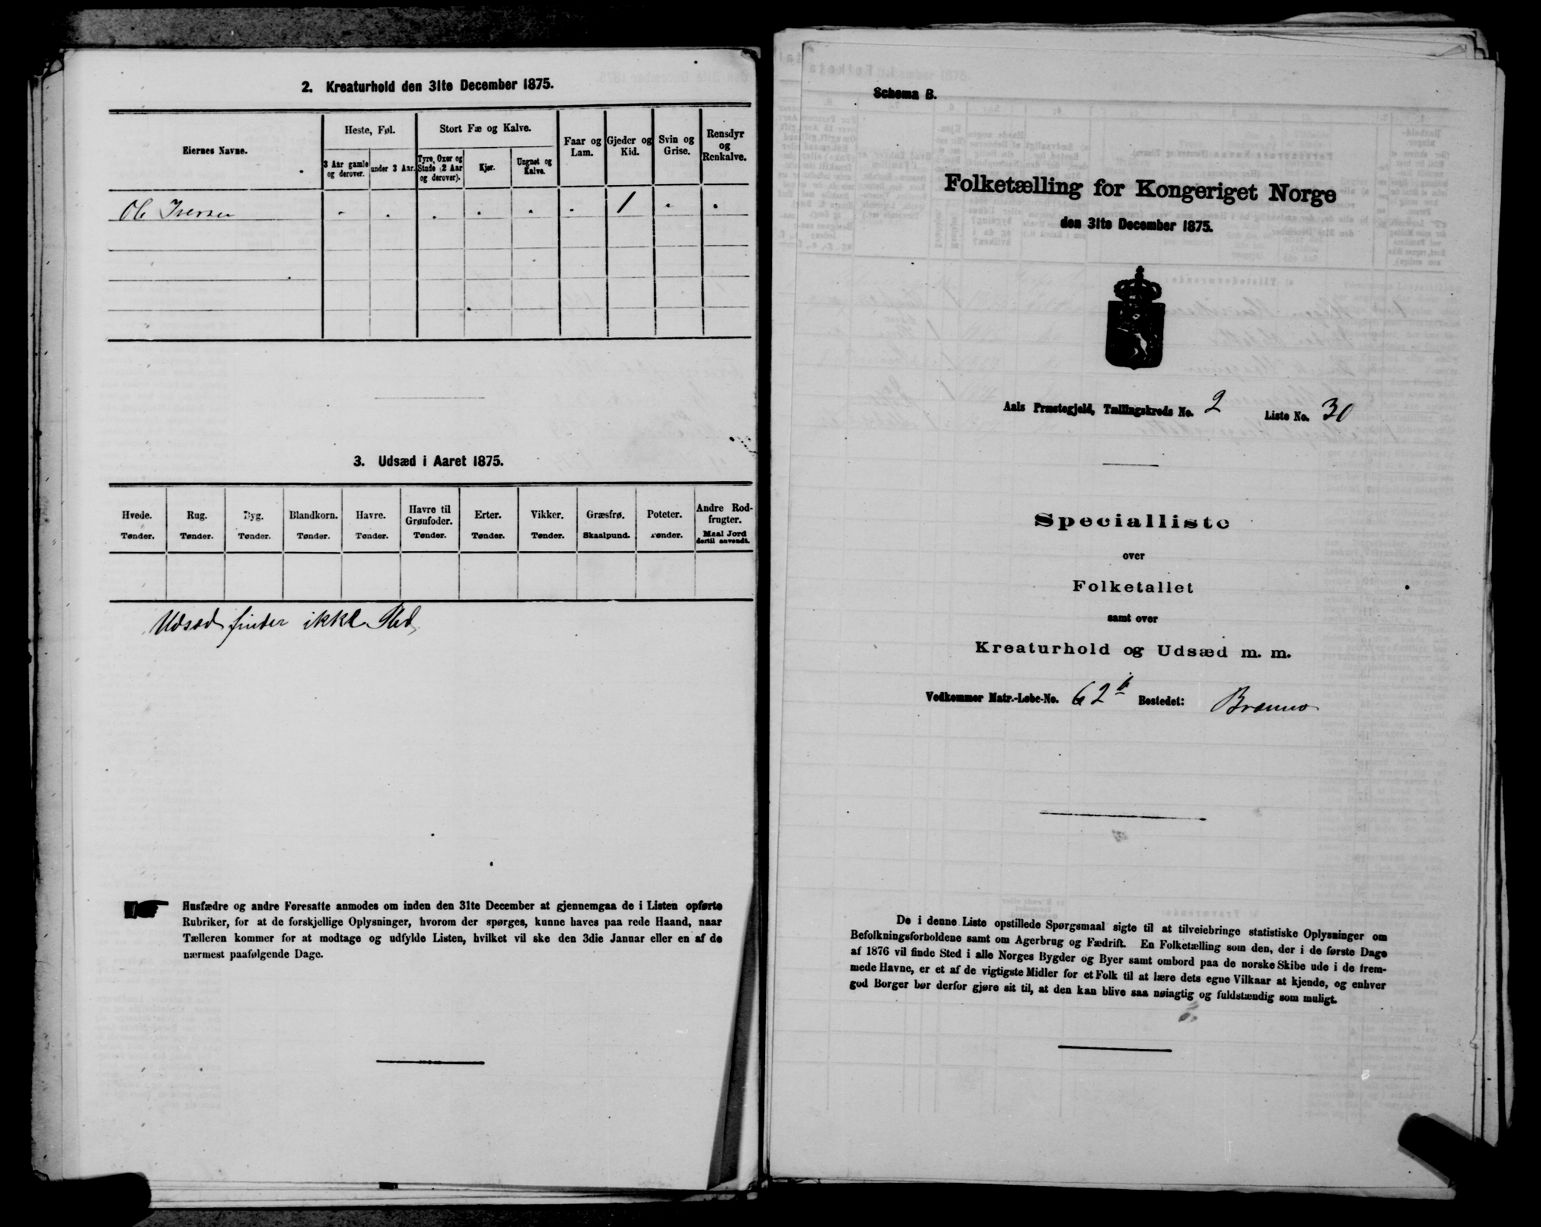 2. Kreaturhold den 31te December 1875.
Eiernes Navne.
Heste, Føl.
Stort Fæ og Kalve.
Faar og Lam.
Gjeder og Kid.
Svin og Grise.
Rensdyr og Renkalve.
3 Aar gamle og derover.
under 3 Aar.
Tyre, Oxer og Stude (2 Aar og derover).
Kjør.
Ungnøt og Kalve.
Ole Iversen - . . . . . 1 . .
3. Udsæd i Aaret 1875.
Hvede. Rug. Byg. Blandkorn. Havre. Havre til Grønfoder. Erter. Vikker. Græsfrø. Poteter. Andre Rodfrugter.
Tønder. Tønder. Tønder. Tønder. Tønder. Tønder. Tønder. Tønder. Skaalpund. Tønder. Maal Jord dertil anvendt.
Udsæd finder ikke Sted
Husfædre og andre Foresatte anmodes om inden den 31te December at gjennemgaa de i Listen opførte
Rubriker, for at de forskjellige Oplysninger, hvorom der spørges, kunne haves paa rede Haand, naar
Tælleren kommer for at modtage og udfylde Listen, hvilket vil ske den 3die Januar eller en af de
nærmest paafølgende Dage.
Schema B.
Folketælling for Kongeriget Norge
den 31te December 1875.
Aals Præstegjeld, Tællingskreds No. 2 Liste No. 30
Specialliste
over
Folketallet
samt over
Kreaturhold og Udsæd m. m.
Vedkommer Matr.-Løbe-No. 62 b Bostedet:
De i denne Liste opstillede Spørgsmaal sigte til at tilveiebringe statistiske Oplysninger om
Befolkningsforholdene samt om Agerbrug og Fædrift. En Folketælling som den, der i de første Dage
af 1876 vil finde Sted i alle Norges Bygder og Byer samt ombord paa de norske Skibe ude i de frem-
mede Havne, er et af de vigtigste Midler for et Folk til at lære dets egne Vilkaar at kjende, og enhver
god Borger bør derfor gjøre sit til, at den kan blive saa nøiagtig og fuldstændig som muligt.